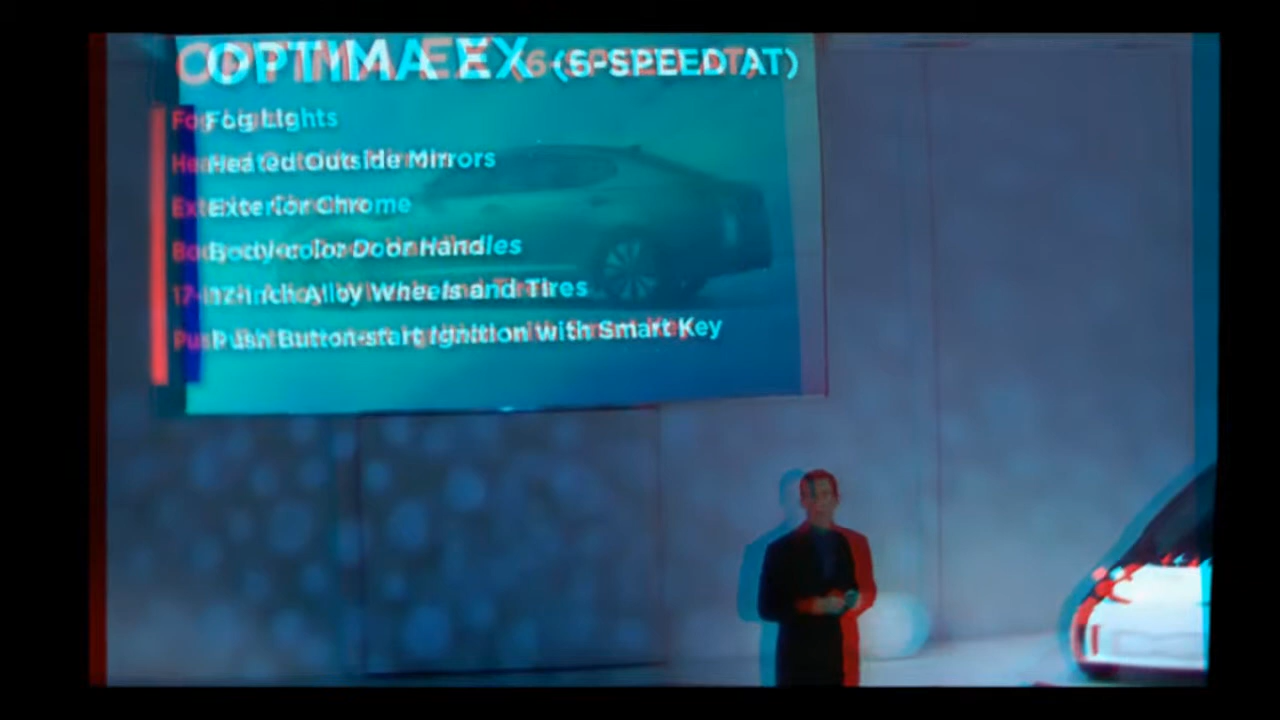 OPTIMA EX (6-SPEED AT)
Fog Lights
Heated Outside Mirrors
Exterior Chrome
Body-color Door Handles
17-inch Alloy Wheels and Tires
Push Button-start Ignition with Smart Key